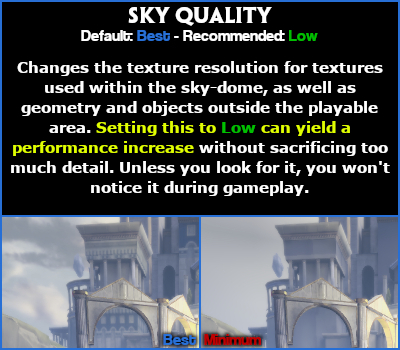 SKY QUALITY
Default: Best - Recommended: Low
Changes the texture resolution for textures
used within the sky-dome, as well as
geometry and objects outside the playable
area. Setting this to Low can yield a
performance increase without sacrificing too
much detail. Unless you look for it, you won't
notice it during gameplay.
Best Minimum